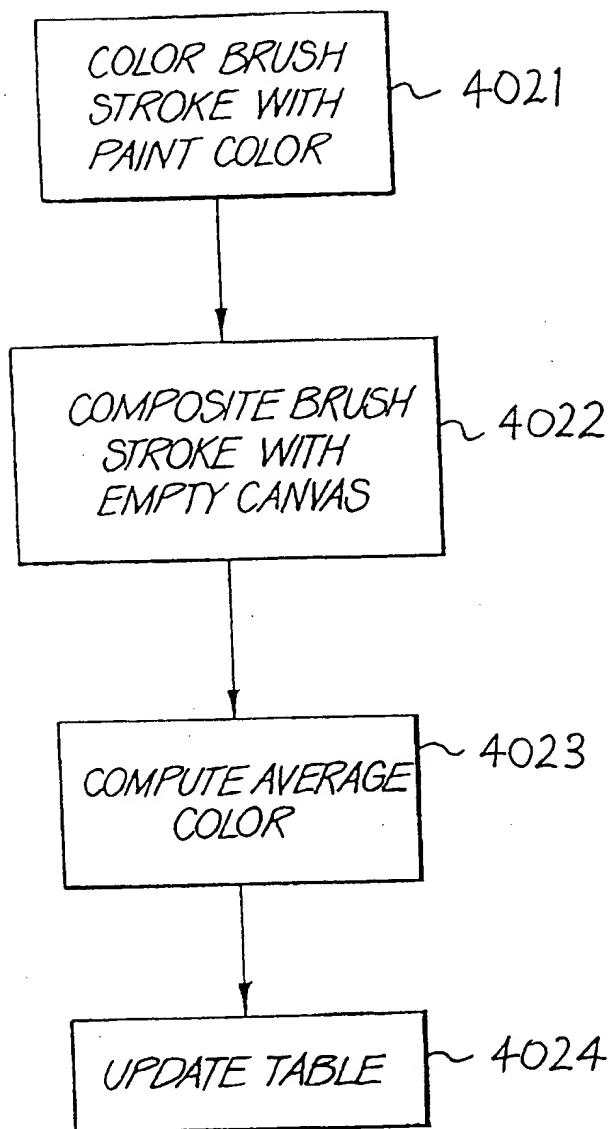 COLOR BRUSH
STROKE WITH
PAINT COLOR
4021
COMPOSITE BRUSH
STROKE WITH
EMPTY CANVAS
4022
COMPUTE AVERAGE
COLOR
4023
UPDATE TABLE
4024